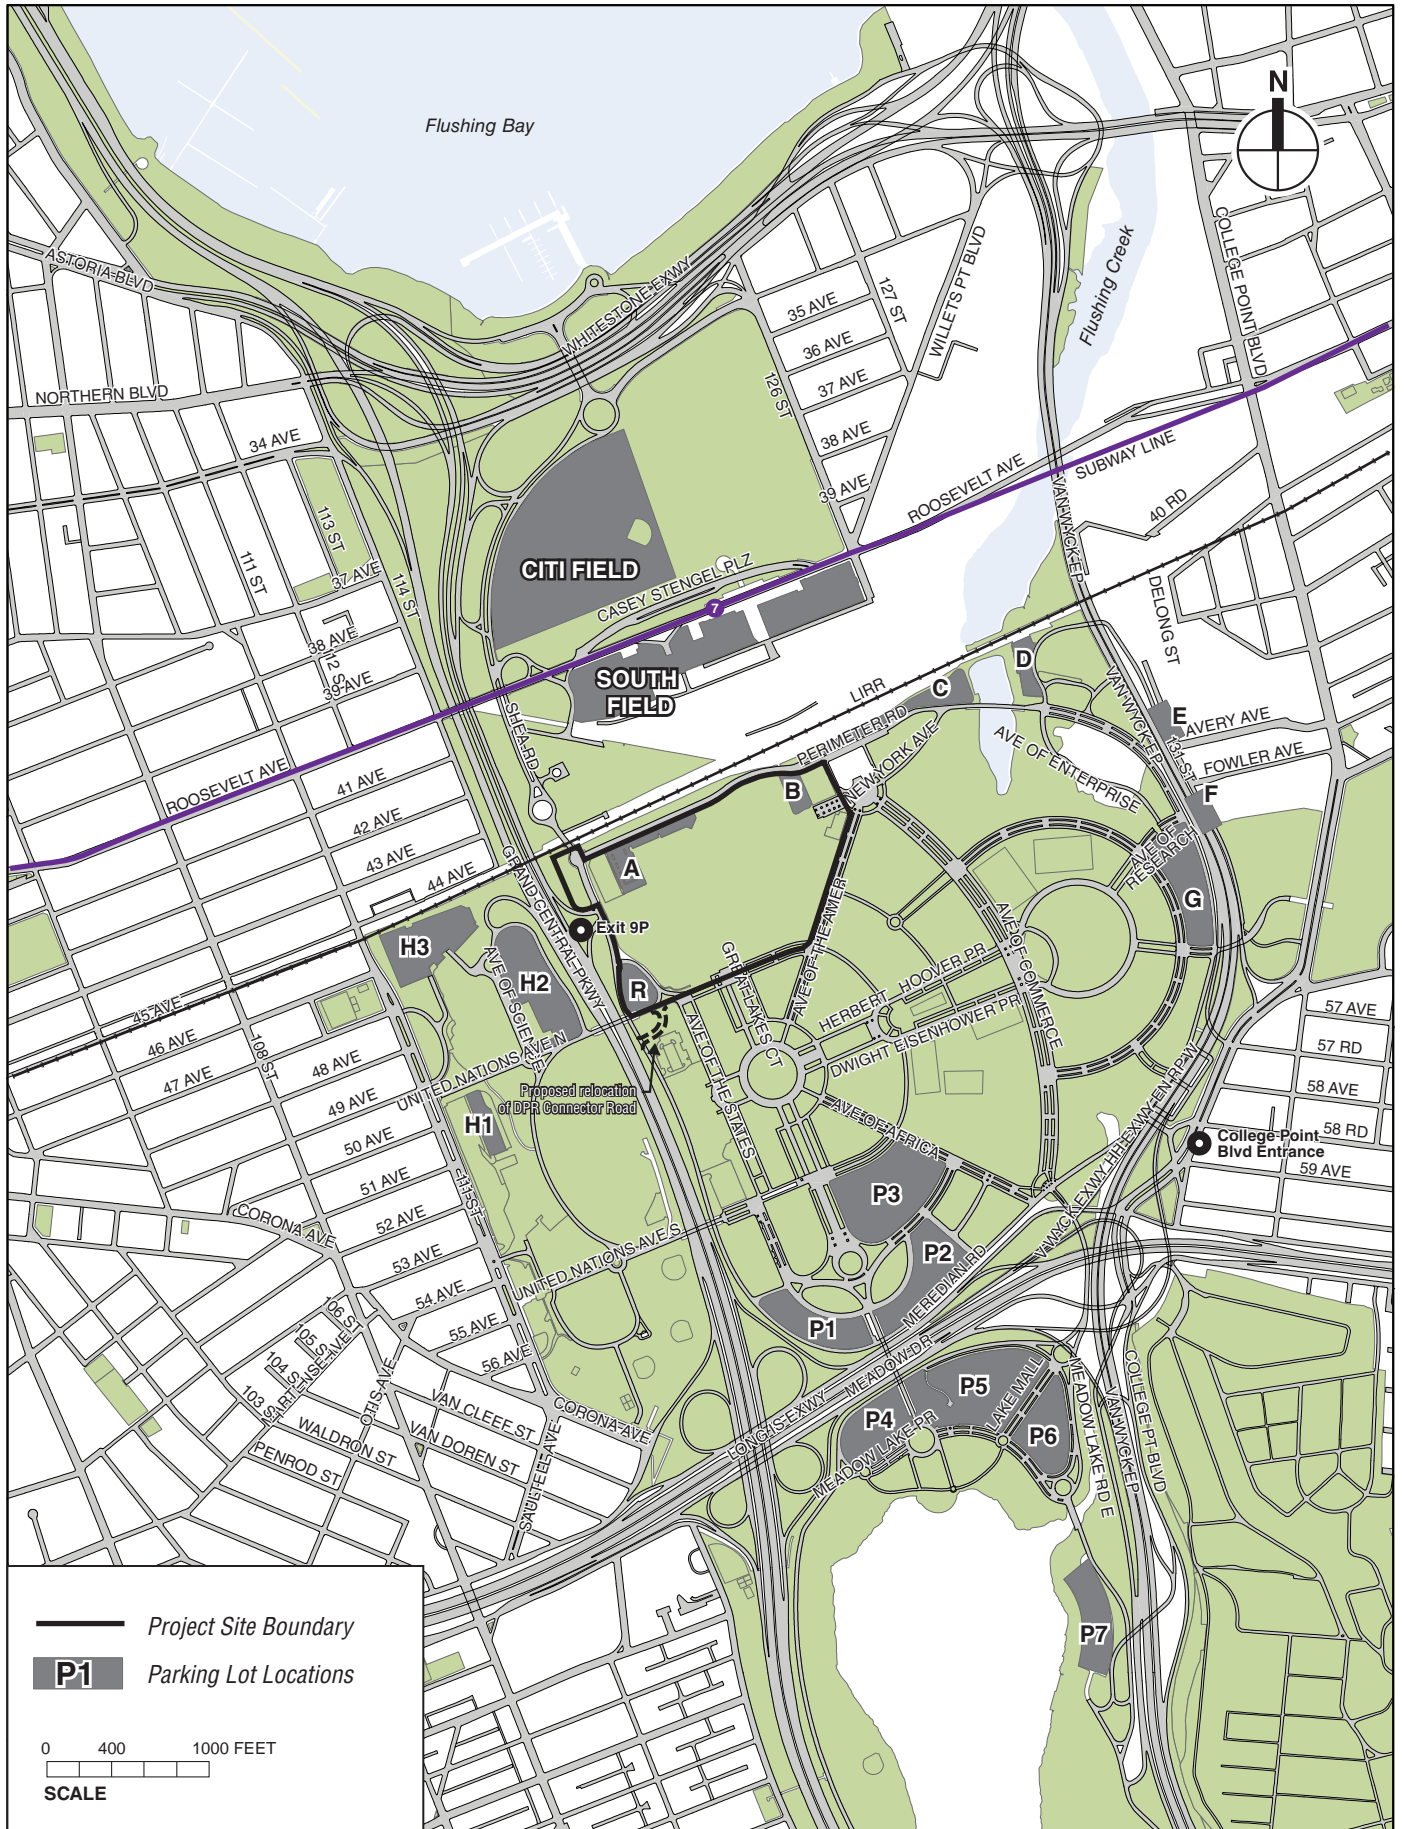 N
Flushing Bay
Flushing Creek
COLLEGE POINT BLVD
ASTORIA BLVD
WHITESTONE EXWY
WILLETS PT BLVD
127 ST
35 AVE
36 AVE
37 AVE
38 AVE
39 AVE
126 ST
NORTHERN BLVD
34 AVE
113 ST
111 ST
37 AVE
114 ST
38 AVE
39 AVE
CITI FIELD
CASEY STENGEL PLZ
7
ROOSEVELT AVE
SUBWAY LINE
VAN WYCK EP
40 RD
DELONG ST
SOUTH
FIELD
SHEA RD
LIRR
PERIMETER RD
C
D
E
AVERY AVE
131 ST
FOWLER AVE
F
VAN WYCK EP
AVE OF ENTERPRISE
NEW YORK AVE
B
A
ROOSEVELT AVE
41 AVE
42 AVE
43 AVE
44 AVE
GRAND CENTRAL PKWY
Exit 9P
AVE OF
RESEARCH
G
H3
H2
R
AVE OF SCIENCE
GREAT LAKES CT
AVE OF THE AMER
HERBERT HOOVER PR
DWIGHT EISENHOWER PR
AVE OF COMMERCE
45 AVE
46 AVE
47 AVE
108 ST
48 AVE
49 AVE
50 AVE
51 AVE
52 AVE
53 AVE
54 AVE
55 AVE
56 AVE
UNITED NATIONS AVE N
Proposed relocation
of DPR Connector Road
AVE OF THE STATES
H1
111 ST
AVE OF AFRICA
57 AVE
57 RD
58 AVE
58 RD
59 AVE
College Point
Blvd Entrance
V WYCK EXWY HH EXWY EN RP W
P3
P2
P1
MEREDIAN RD
UNITED NATIONS AVE S
CORONA AVE
106 ST
105 ST
104 ST
103 ST
MARTENSE AVE
OTIS AVE
WALDRON ST
PENROD ST
VAN CLEEF ST
VAN DOREN ST
SAULTELL AVE
CORONA AVE
LONG IS EXWY
MEADOW DR
P5
P4
P6
LAKE MALL
MEADOW LAKE PR
MEADOW LAKE RD E
VAN WYCK EP
COLLEGE PT BLVD
P7
Project Site Boundary
P1
Parking Lot Locations
0 400 1000 FEET
SCALE